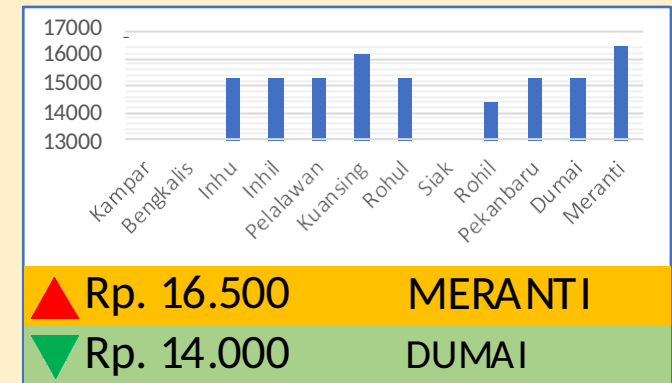 17000
16000
15000
14000
13000
Kampar
Bengkalis
Inhu
Inhil
Pelalawan
Kuansing
Rohul
Siak
Rohil
Pekanbaru
Dumai
Meranti
Rp. 16.500 MERANTI
Rp. 14.000 DUMAI